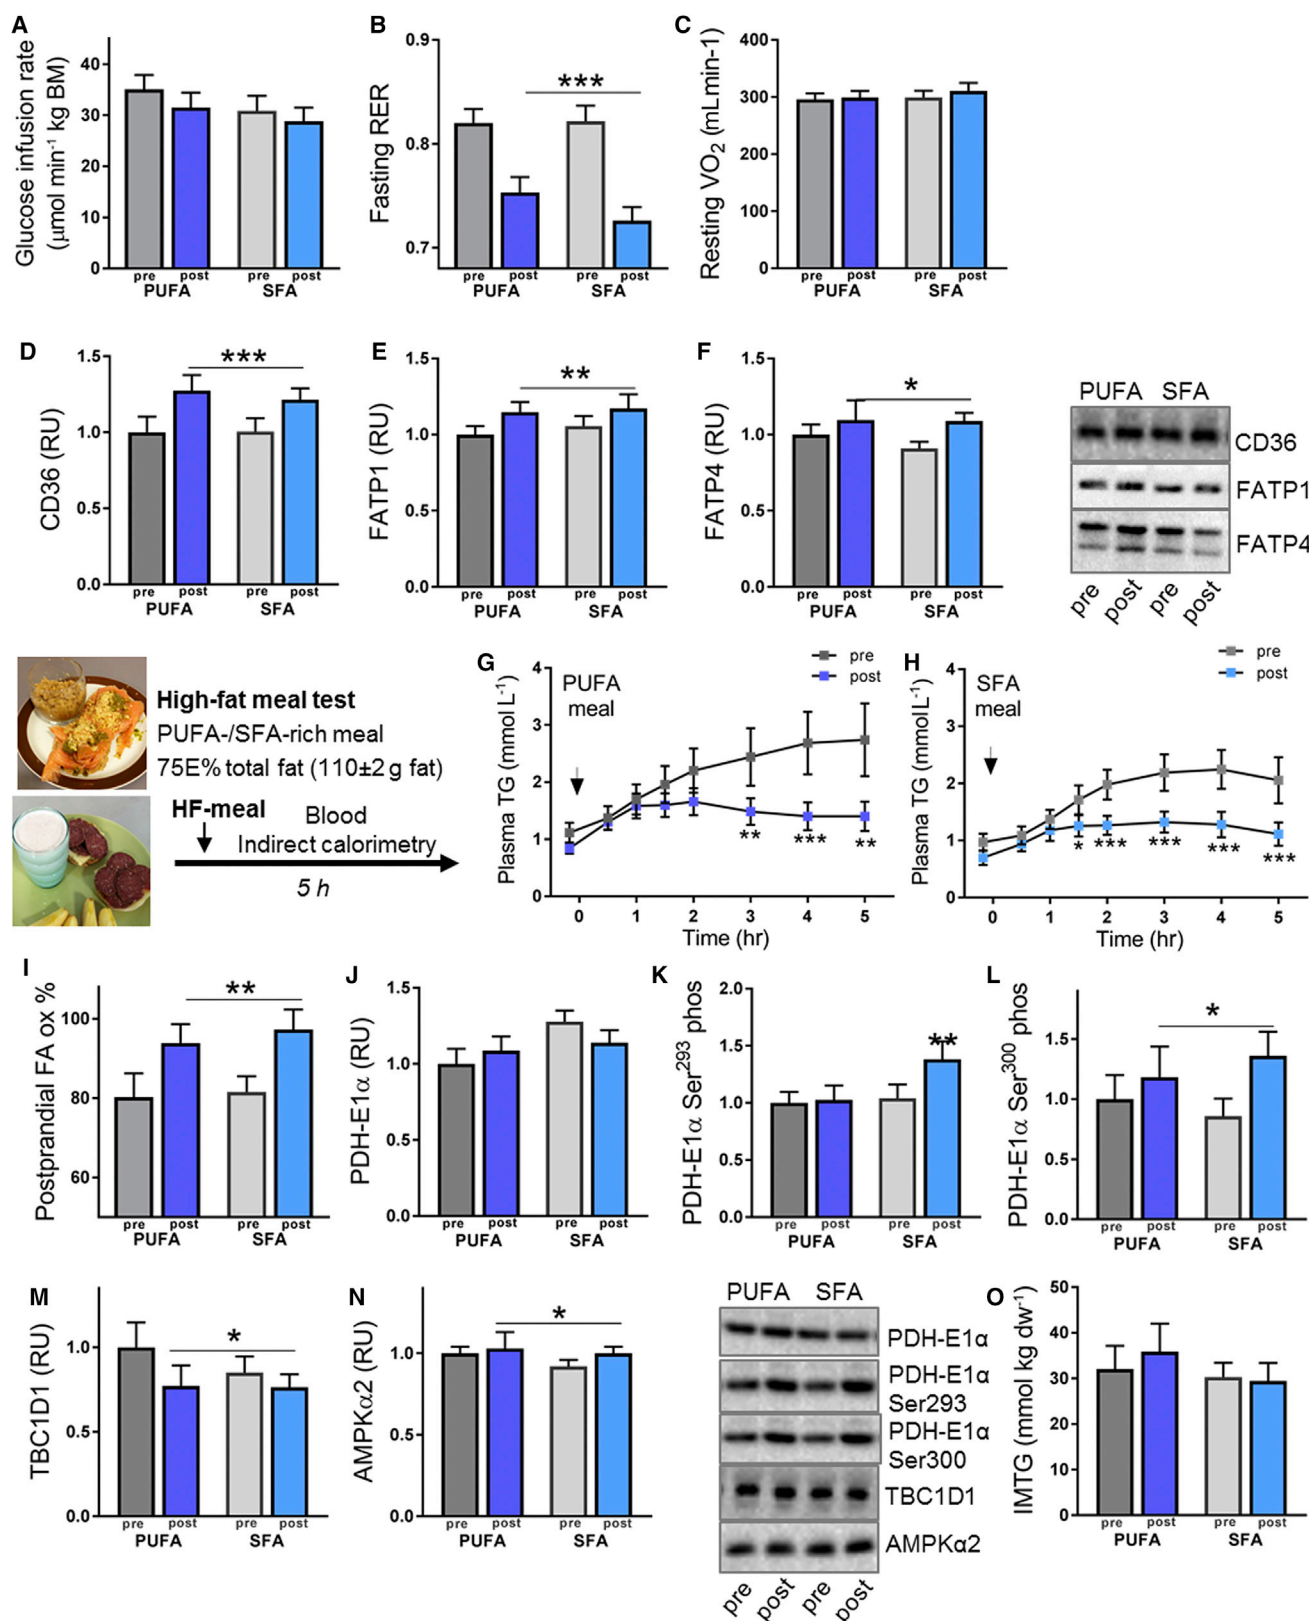 A
Glucose infusion rate
(µmol min⁻¹ kg BM)
40
30
20
10
0
pre
post
pre
post
PUFA
SFA
B
Fasting RER
0.9
0.8
0.7
***
pre
post
pre
post
PUFA
SFA
C
Resting VO₂ (mLmin-1)
400
300
200
100
0
pre
post
pre
post
PUFA
SFA
D
CD36 (RU)
1.5
1.0
0.5
0.0
***
pre
post
pre
post
PUFA
SFA
E
FATP1 (RU)
1.5
1.0
0.5
0.0
**
pre
post
pre
post
PUFA
SFA
F
FATP4 (RU)
1.5
1.0
0.5
0.0
*
pre
post
pre
post
PUFA
SFA
PUFA SFA
CD36
FATP1
FATP4
pre
post
pre
post
High-fat meal test
PUFA-/SFA-rich meal
75E% total fat (110±2 g fat)
HF-meal
Blood
Indirect calorimetry
5 h
G
Plasma TG (mmol L⁻¹)
4
3
2
1
0
PUFA
meal
pre
post
**
***
**
0 1 2 3 4 5
Time (hr)
H
Plasma TG (mmol L⁻¹)
4
3
2
1
0
SFA
meal
pre
post
*
***
***
***
***
0 1 2 3 4 5
Time (hr)
I
Postprandial FA ox %
100
80
60
**
pre
post
pre
post
PUFA
SFA
J
PDH-E1α (RU)
1.5
1.0
0.5
0.0
pre
post
pre
post
PUFA
SFA
K
PDH-E1α Ser²⁹³ phos
2.0
1.5
1.0
0.5
0.0
**
pre
post
pre
post
PUFA
SFA
L
PDH-E1α Ser³⁰⁰ phos
1.5
1.0
0.5
0.0
*
pre
post
pre
post
PUFA
SFA
M
TBC1D1 (RU)
1.0
0.5
0.0
*
pre
post
pre
post
PUFA
SFA
N
AMPKα2 (RU)
1.0
0.5
0.0
*
pre
post
pre
post
PUFA
SFA
PUFA SFA
PDH-E1α
PDH-E1α
Ser293
PDH-E1α
Ser300
TBC1D1
AMPKα2
pre
post
pre
post
O
IMTG (mmol kg dw⁻¹)
50
40
30
20
10
0
pre
post
pre
post
PUFA
SFA